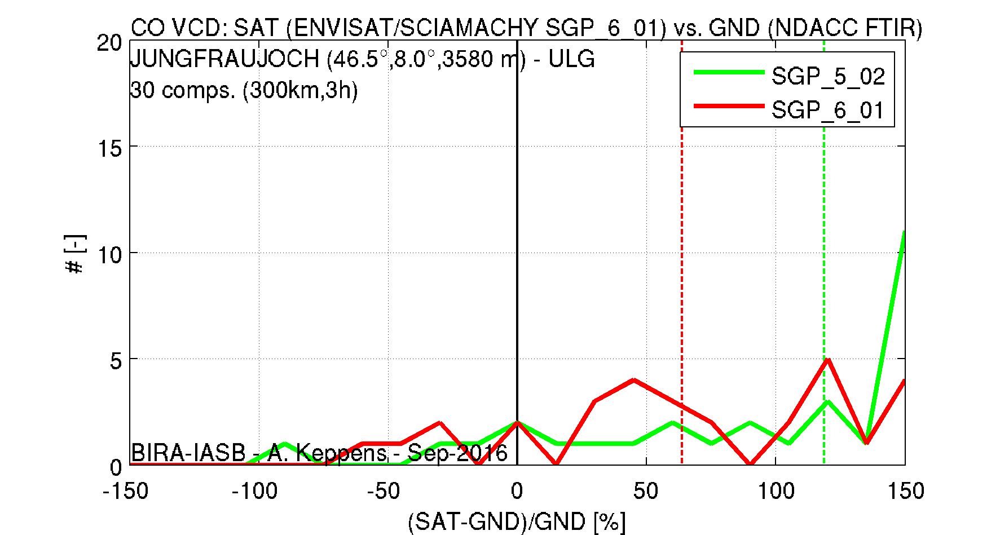 CO VCD: SAT (ENVISAT/SCIAMACHY SGP_6_01) vs. GND (NDACC FTIR)
JUNGFRAUJOCH (46.5°,8.0°,3580 m) - ULG
30 comps. (300km,3h)
SGP_5_02
SGP_6_01
20
15
10
5
0
# [-]
BIRA-IASB - A. Keppens - Sep-2016
-150 -100 -50 0 50 100 150
(SAT-GND)/GND [%]